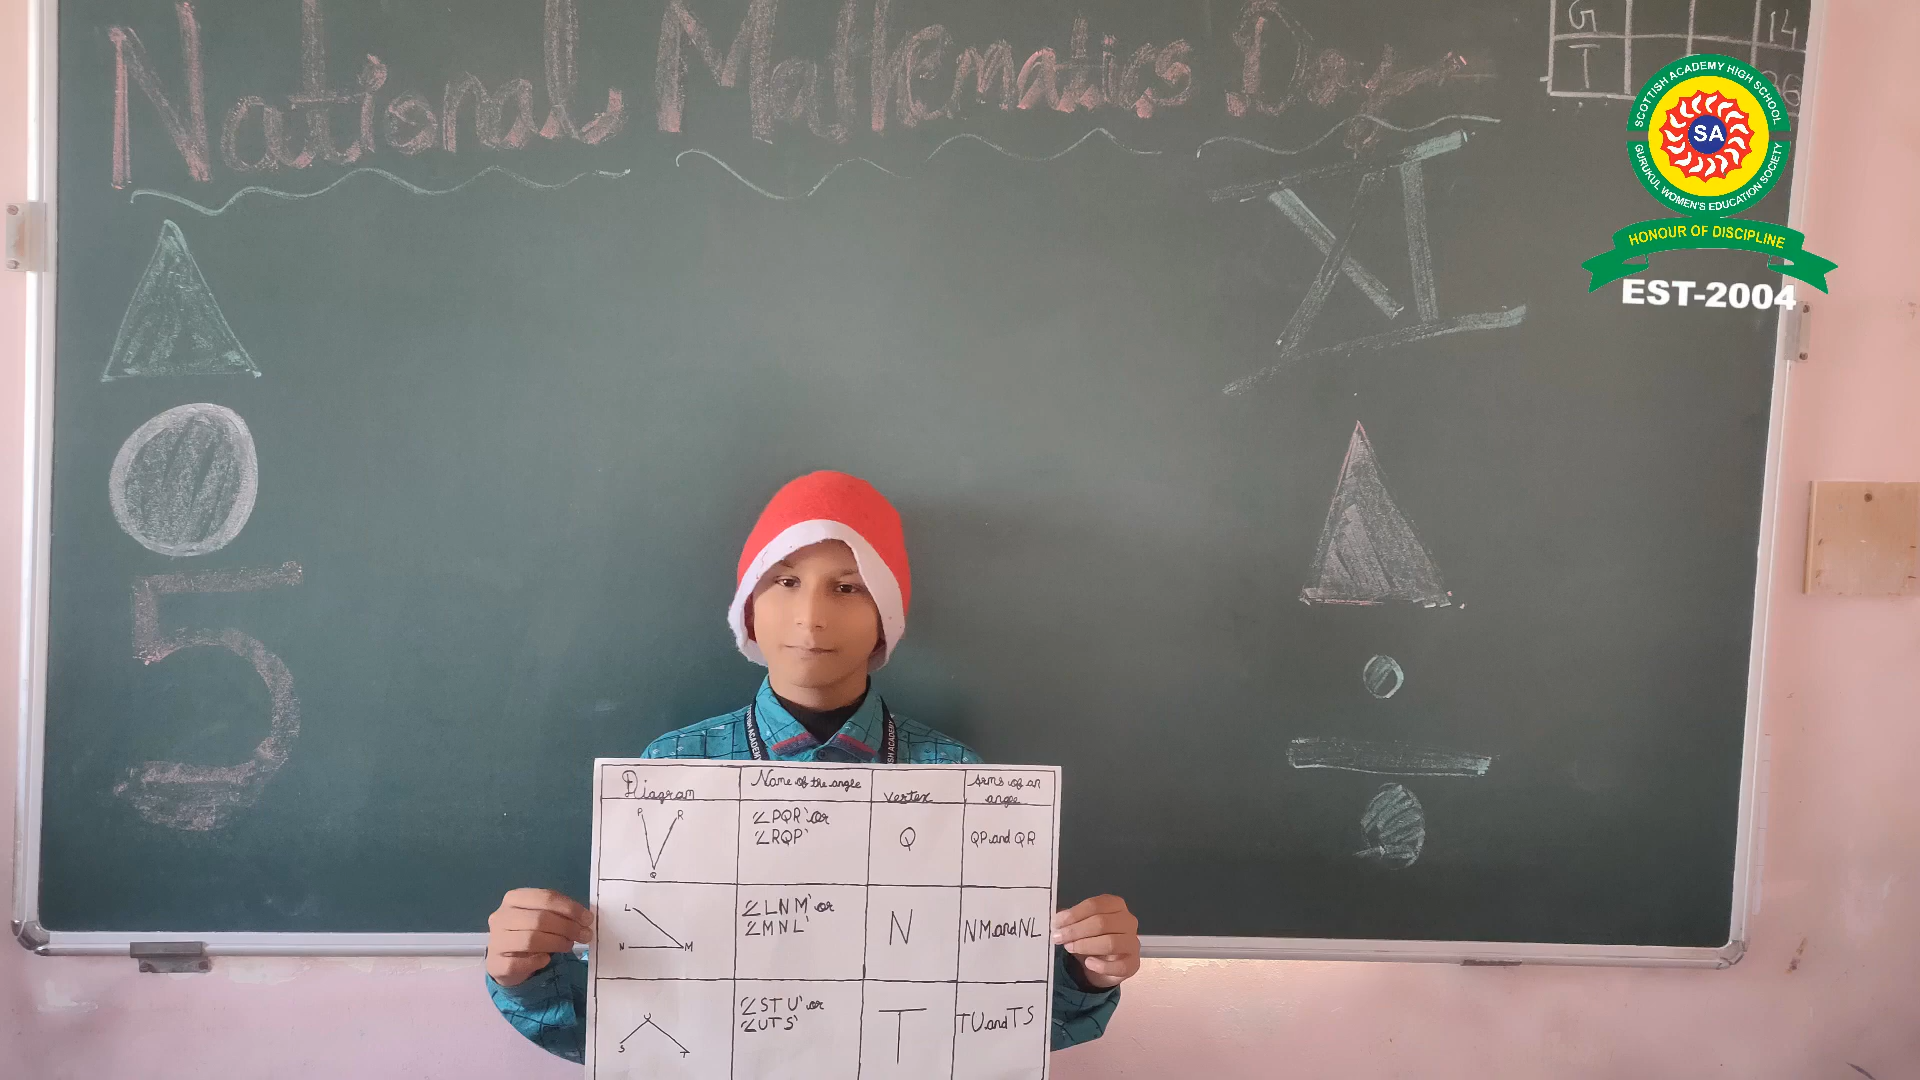 National Mathematics Day
G 14
T
XI
SCOTTISH ACADEMY HIGH SCHOOL
SA
GURUKUL WOMEN'S EDUCATION SOCIETY
HONOUR OF DISCIPLINE
EST-2004
5
Diagram Name of the angle vertex Arms of an angle
P R
Q
∠PQR or
∠RQP
Q
QP and QR
L
N M
∠LNM or
∠MNL
N
NM and NL
U
S T
∠STU or
∠UTS
T
TU and TS